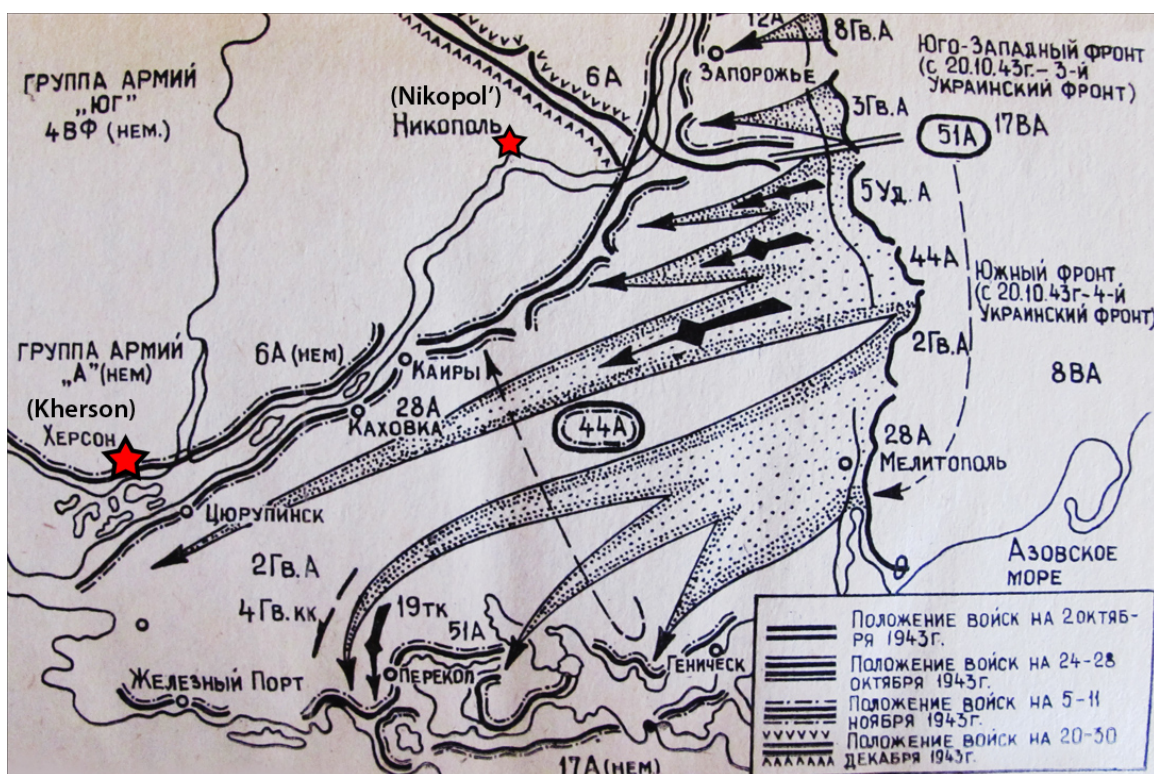 12А
8Гв.А
ЮГО-ЗАПАДНЫЙ ФРОНТ
(С 20.10.43г.- 3-й
УКРАИНСКИЙ ФРОНТ)
ГРУППА АРМИЙ
„ЮГ"
4ВФ (НЕМ.)
6А
ЗАПОРОЖЬЕ
3Гв.А
51А
17ВА
(Nikopol’)
НИКОПОЛЬ
5 Уд. А
44А
ЮЖНЫЙ ФРОНТ
(С 20.10.43г- 4-й
УКРАИНСКИЙ ФРОНТ)
2Гв.А
8ВА
ГРУППА АРМИЙ
„А"(НЕМ)
6А (НЕМ)
КАИРЫ
(Kherson)
ХЕРСОН
28А
КАХОВКА
44А
28А
МЕЛИТОПОЛЬ
ЦЮРУПИНСК
АЗОВСКОЕ
МОРЕ
2Гв.А
4Гв.кк
19тк
51А
ПЕРЕКОП
ГЕНИЧЕСК
ЖЕЛЕЗНЫЙ ПОРТ
17А(НЕМ.)
ПОЛОЖЕНИЕ ВОЙСК НА 2 ОКТЯБ-
РЯ 1943г.
ПОЛОЖЕНИЕ ВОЙСК НА 24-28
ОКТЯБРЯ 1943г.
ПОЛОЖЕНИЕ ВОЙСК НА 5-11
НОЯБРЯ 1943г.
ПОЛОЖЕНИЕ ВОЙСК НА 20-30
ДЕКАБРЯ 1943г.